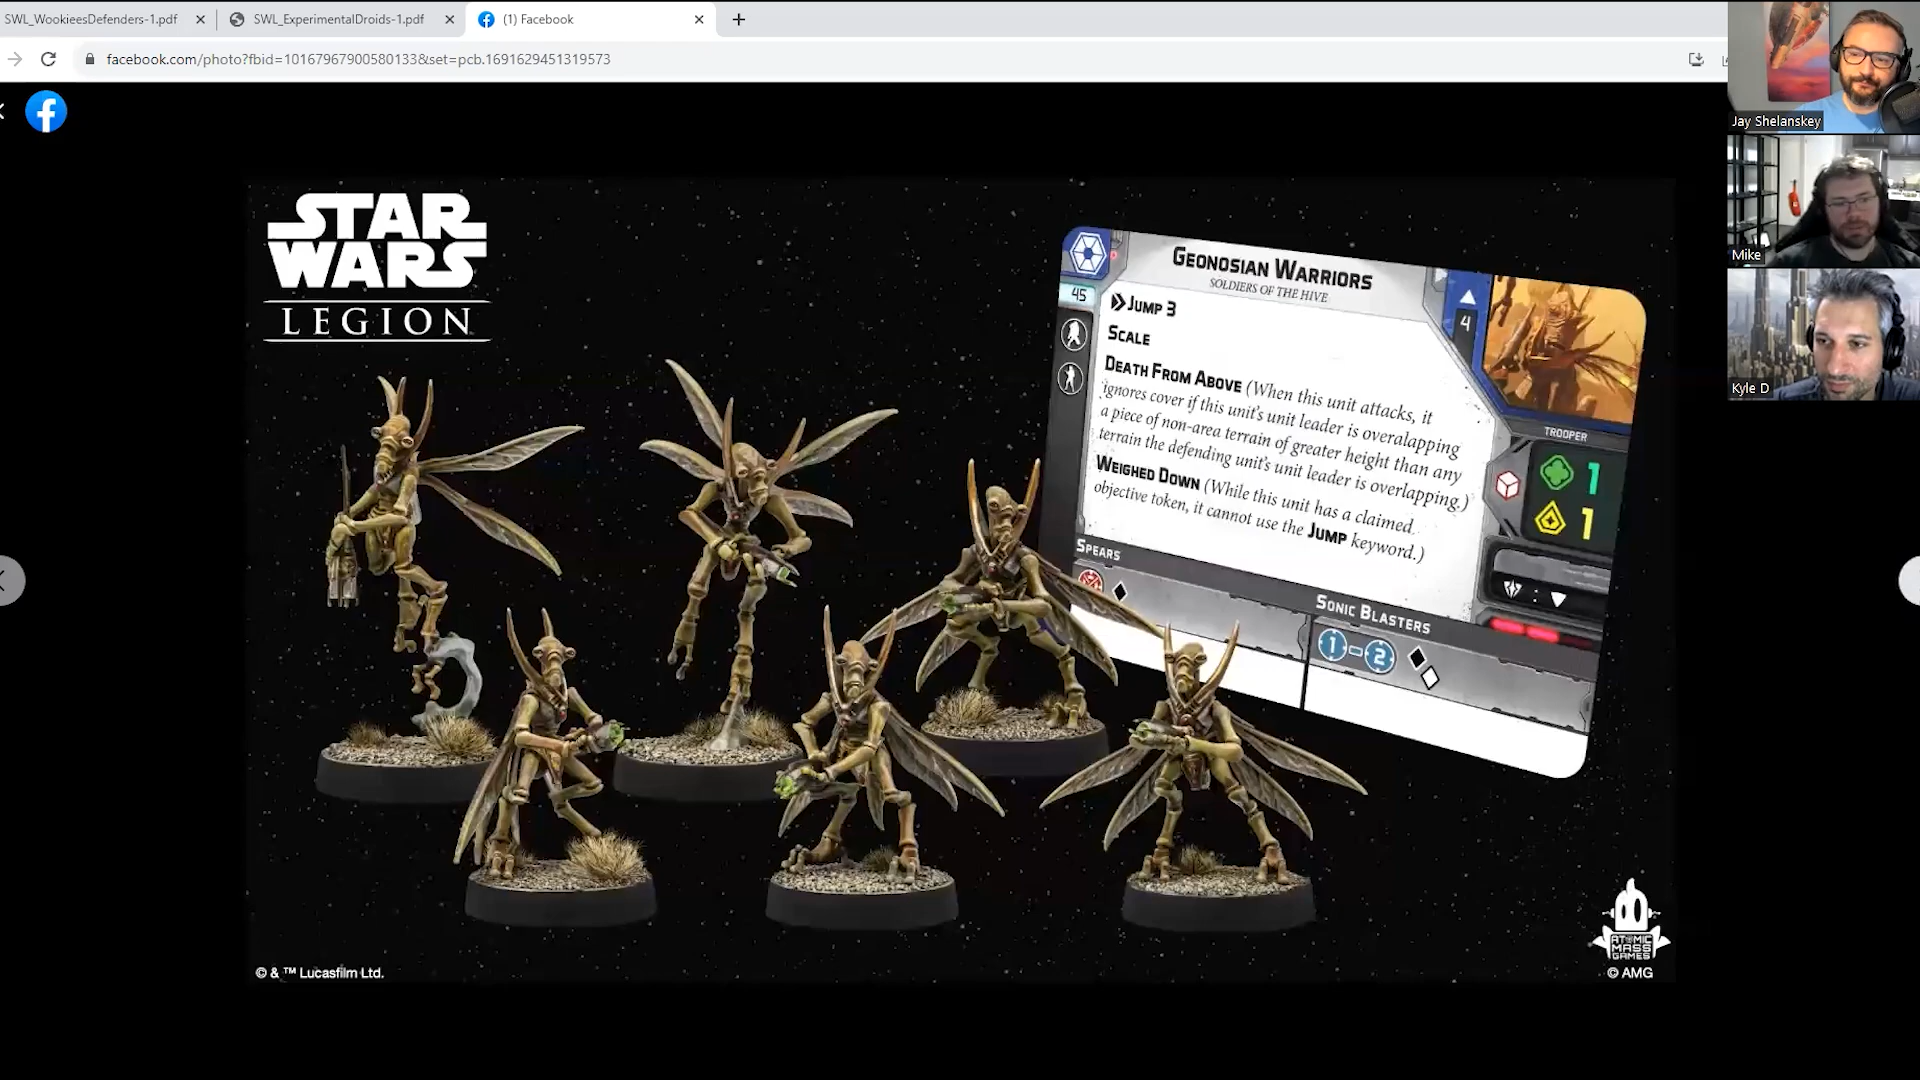 SWL_WookieesDefenders-1.pdf
SWL_ExperimentalDroids-1.pdf
(1) Facebook
facebook.com/photo?fbid=10167967900580133&set=pcb.1691629451319573
Jay Shelanskey
Mike
Kyle D
STAR
WARS
LEGION
GEONOSIAN WARRIORS
SOLDIERS OF THE HIVE
45
4
JUMP 3
SCALE
DEATH FROM ABOVE (When this unit attacks, it
ignores cover if this unit's unit leader is overalapping
a piece of non-area terrain of greater height than any
terrain the defending unit's unit leader is overlapping.)
WEIGHED DOWN (While this unit has a claimed
objective token, it cannot use the JUMP keyword.)
TROOPER
1
1
:
SPEARS
SONIC BLASTERS
1-2
ATOMIC
MASS
GAMES
© & ™ Lucasfilm Ltd.
© AMG